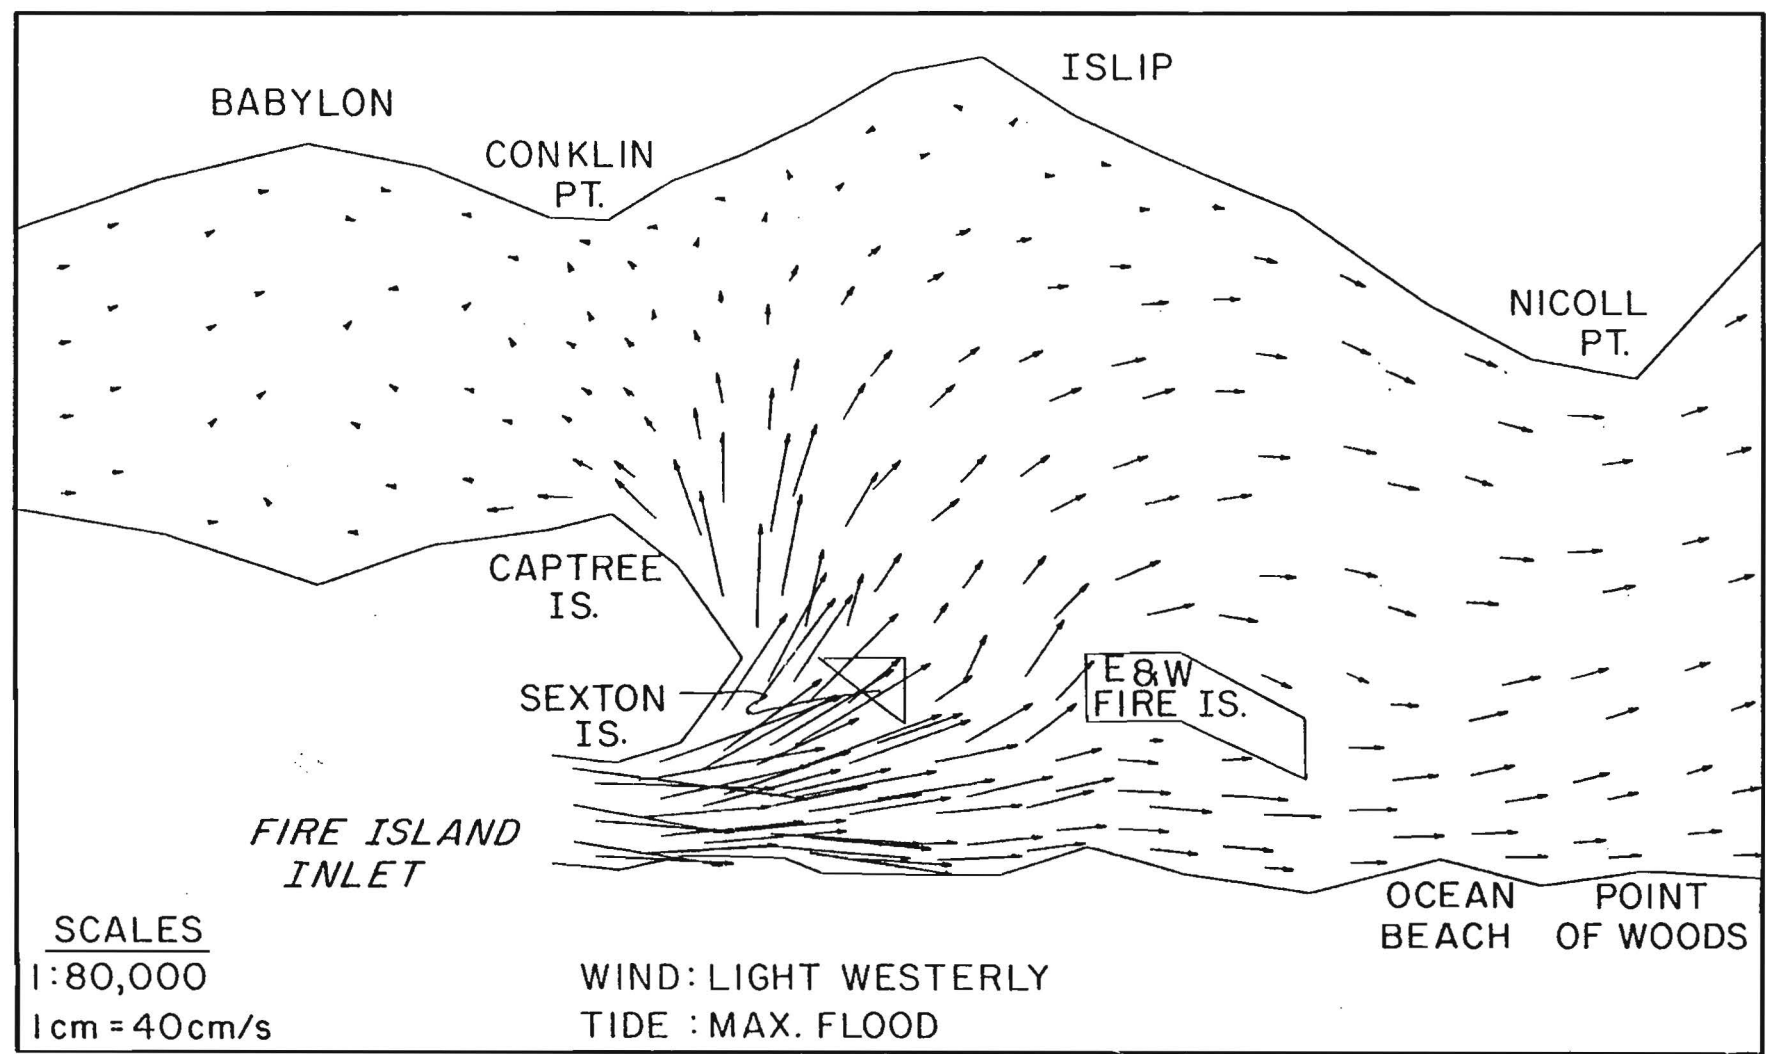 ISLIP
BABYLON
CONKLIN
PT.
NICOLL
PT.
CAPTREE
IS.
SEXTON
IS.
E & W
FIRE IS.
FIRE ISLAND
INLET
OCEAN
BEACH
POINT
OF WOODS
SCALES
1:80,000
1cm = 40cm/s
WIND: LIGHT WESTERLY
TIDE : MAX. FLOOD